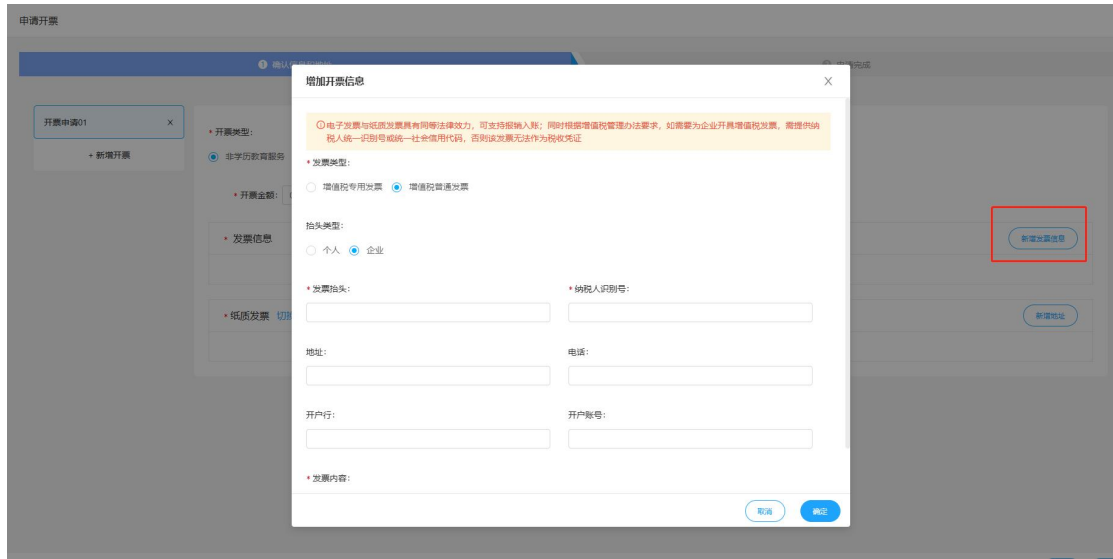 申请开票
1 确认
申请完成
增加开票信息
电子发票与纸质发票具有同等法律效力，可支持报销入账；同时根据增值税管理办法要求，如需要为企业开具增值税发票，需提供纳
税人统一识别号或统一社会信用代码，否则该发票无法作为税收凭证
开票申请01 x
+ 新增开票
* 开票类型：
非学历教育服务
* 开票金额：
* 发票信息
新增发票信息
* 纸质发票 切换
新增地址
* 发票类型：
增值税专用发票 增值税普通发票
抬头类型：
个人 企业
* 发票抬头： * 纳税人识别号：
地址： 电话：
开户行： 开户账号：
* 发票内容：
取消 确定